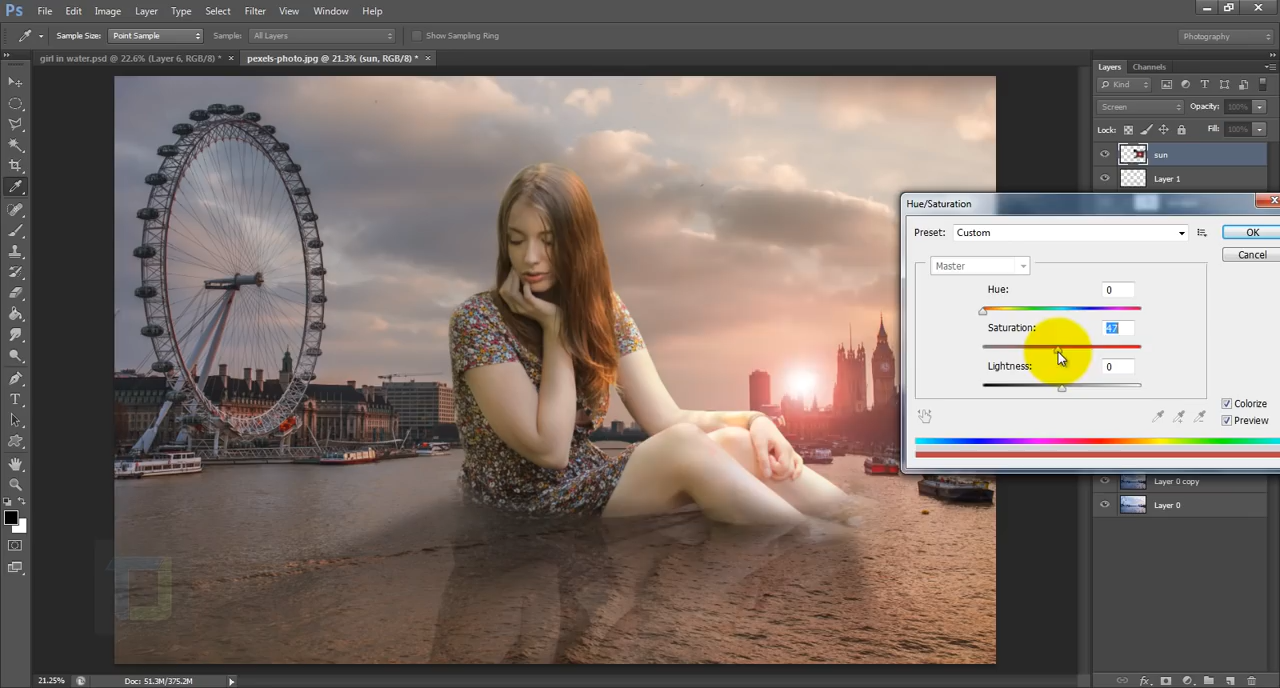 Ps File Edit Image Layer Type Select Filter View Window Help
Sample Size: Point Sample Sample: All Layers Show Sampling Ring Photography
girl in water.psd @ 22.6% (Layer 6, RGB/8) * × pexels-photo.jpg @ 21.3% (sun, RGB/8) * ×
Layers Channels
Kind
Screen Opacity: 100%
Lock: Fill: 100%
sun
Layer 1
Hue/Saturation
Preset: Custom OK
Cancel
Master
Hue: 0
Saturation: 47
Lightness: 0
Colorize
Preview
Layer 0 copy
Layer 0
21.25% Doc: 51.3M/375.2M
fx